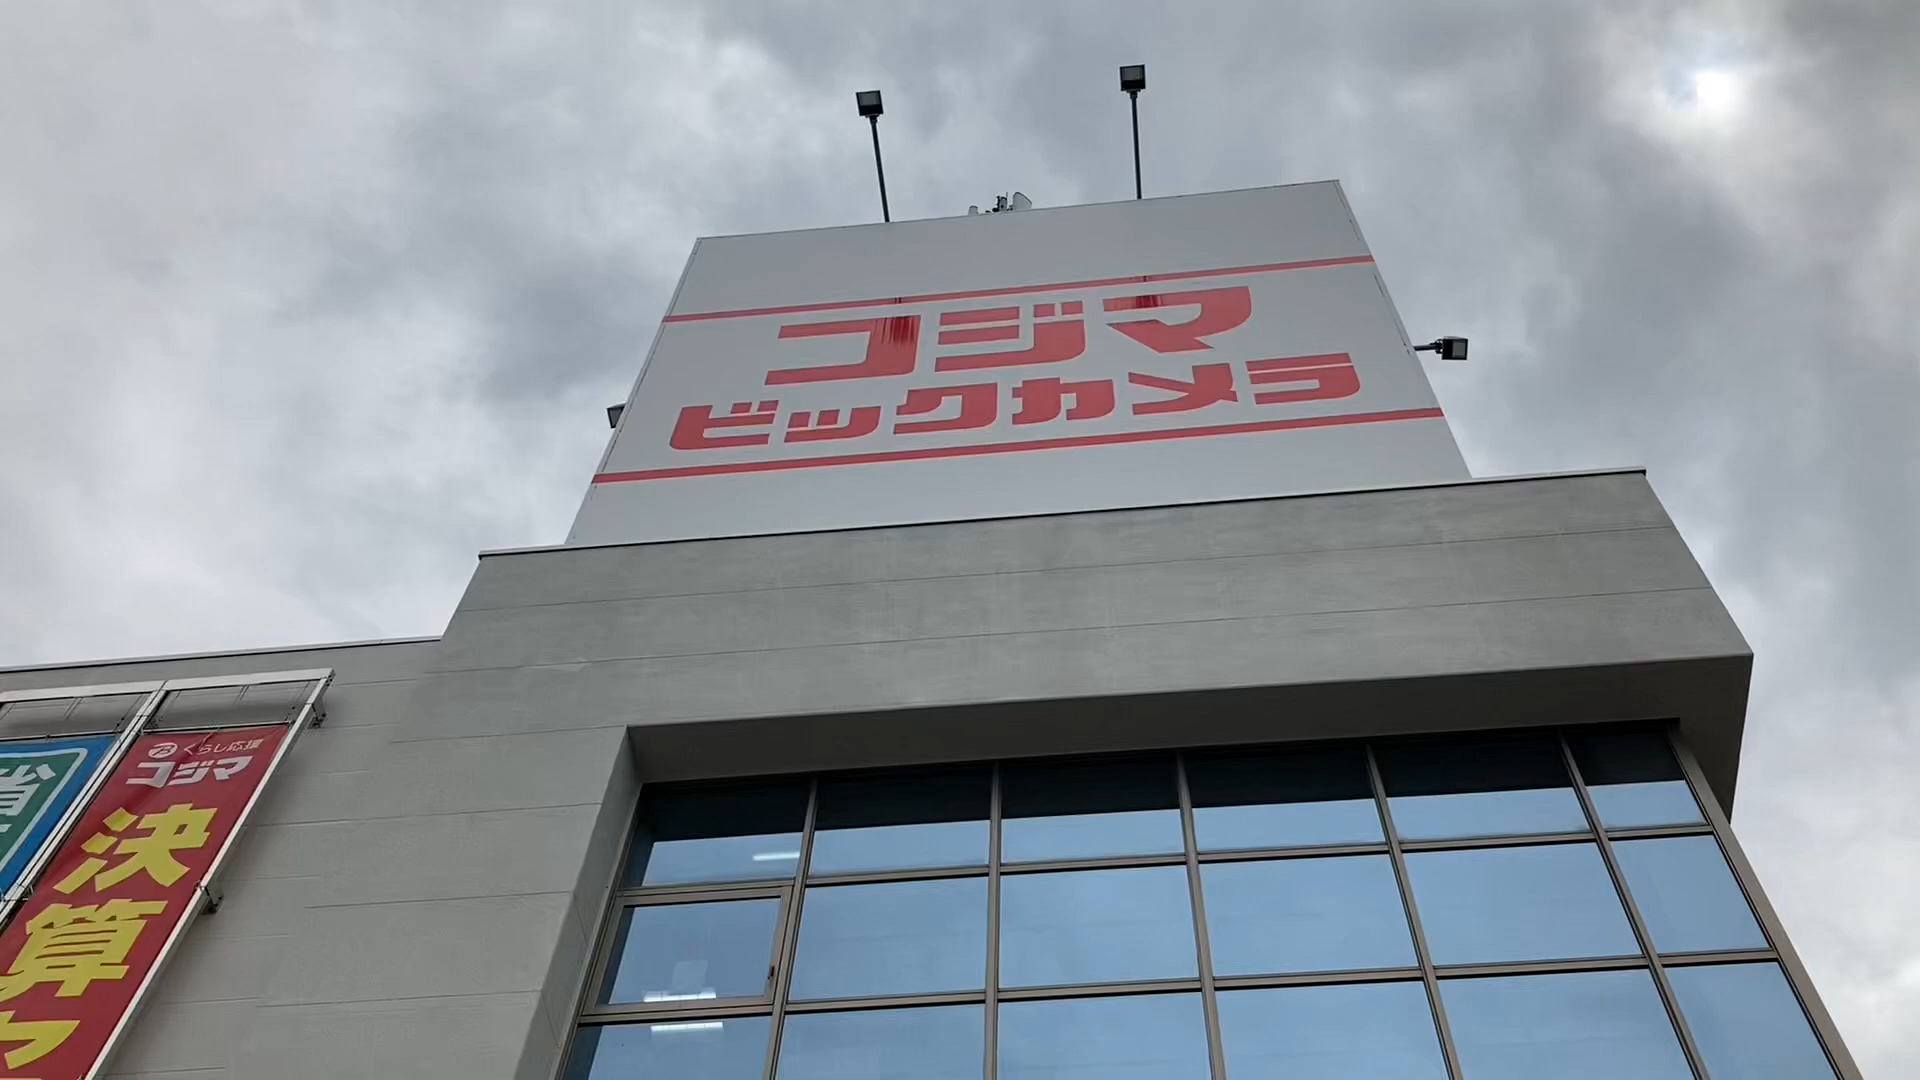 コジマ
ビックカメラ
くらし応援
コジマ
決算